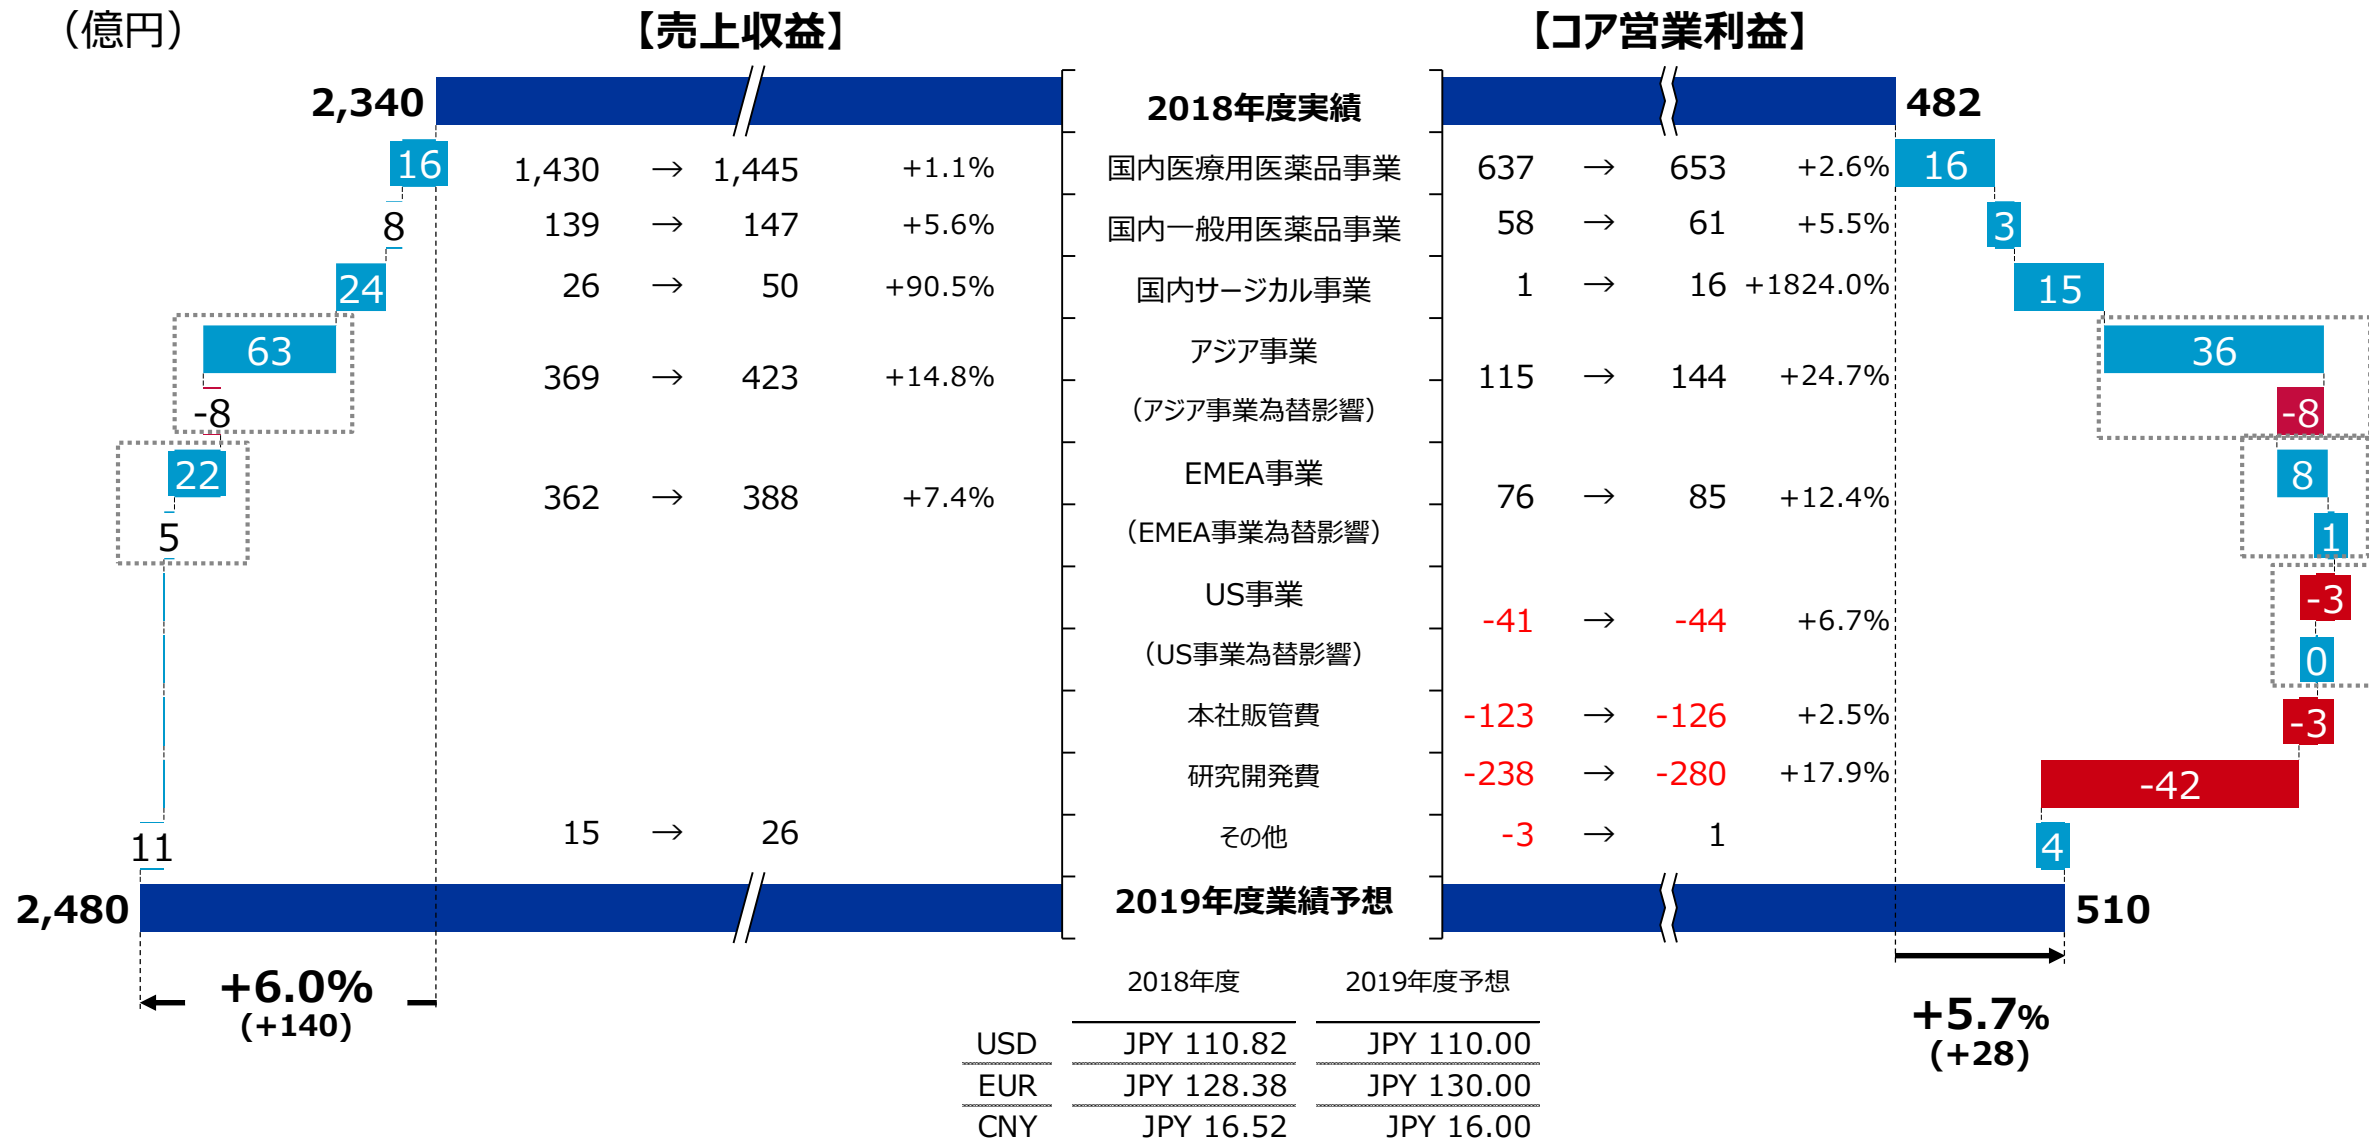 （億円）
【売上収益】
【コア営業利益】
2,340
2018年度実績
482
16
1,430 → 1,445 +1.1%
国内医療用医薬品事業
637 → 653 +2.6%
16
8
139 → 147 +5.6%
国内一般用医薬品事業
58 → 61 +5.5%
3
24
26 → 50 +90.5%
国内サージカル事業
1 → 16 +1824.0%
15
63
アジア事業
36
369 → 423 +14.8%
115 → 144 +24.7%
-8
（アジア事業為替影響）
-8
22
EMEA事業
8
362 → 388 +7.4%
76 → 85 +12.4%
5
（EMEA事業為替影響）
1
US事業
-3
-41 → -44 +6.7%
（US事業為替影響）
0
本社販管費
-123 → -126 +2.5%
-3
研究開発費
-238 → -280 +17.9%
-42
11
15 → 26
その他
-3 → 1
4
2,480
2019年度業績予想
510
+6.0%
(+140)
+5.7%
(+28)
2018年度 2019年度予想
USD JPY 110.82 JPY 110.00
EUR JPY 128.38 JPY 130.00
CNY JPY 16.52 JPY 16.00